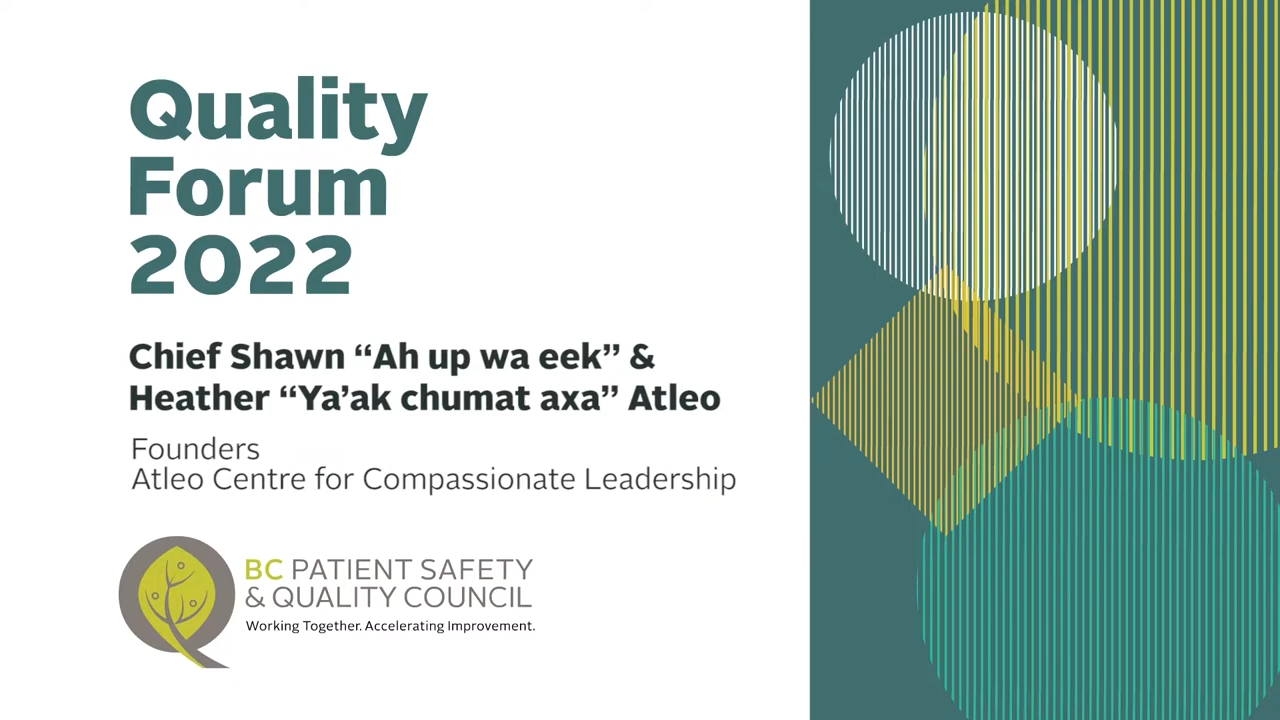 Quality
Forum
2022
Chief Shawn “Ah up wa eek” &
Heather “Ya’ak chumat axa” Atleo
Founders
Atleo Centre for Compassionate Leadership
BC PATIENT SAFETY
& QUALITY COUNCIL
Working Together. Accelerating Improvement.